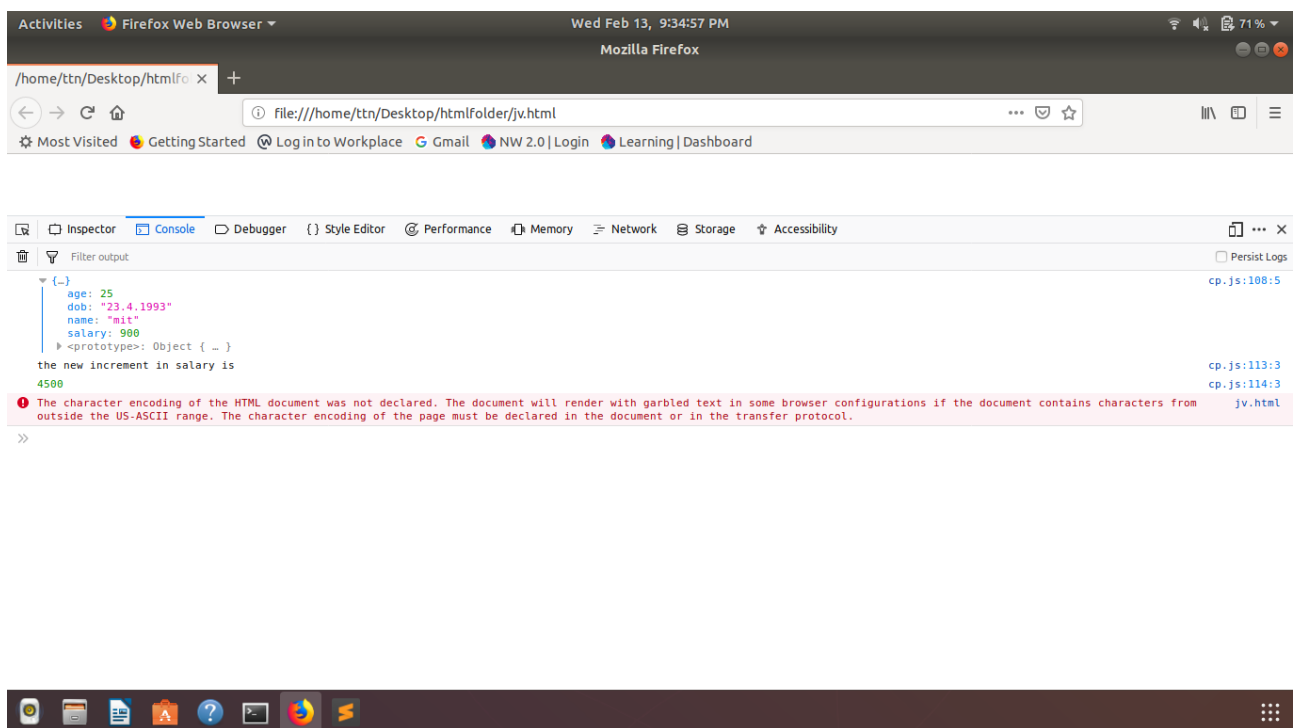 Activities Firefox Web Browser Wed Feb 13, 9:34:57 PM 71%
Mozilla Firefox
/home/ttn/Desktop/htmlfo
file:///home/ttn/Desktop/htmlfolder/jv.html
Most Visited Getting Started Log in to Workplace Gmail NW 2.0 | Login Learning | Dashboard
Inspector Console Debugger {} Style Editor Performance Memory Network Storage Accessibility
Filter output Persist Logs
{…} cp.js:108:5
age: 25
dob: "23.4.1993"
name: "mit"
salary: 900
<prototype>: Object { … }
the new increment in salary is cp.js:113:3
4500 cp.js:114:3
The character encoding of the HTML document was not declared. The document will render with garbled text in some browser configurations if the document contains characters from jv.html
outside the US-ASCII range. The character encoding of the page must be declared in the document or in the transfer protocol.